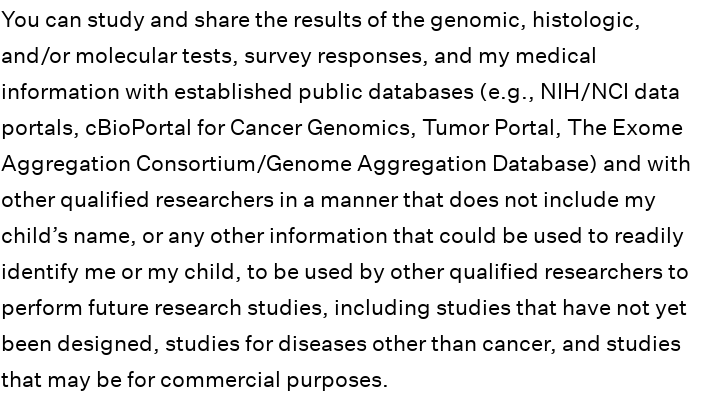 You can study and share the results of the genomic, histologic,
and/or molecular tests, survey responses, and my medical
information with established public databases (e.g., NIH/NCI data
portals, cBioPortal for Cancer Genomics, Tumor Portal, The Exome
Aggregation Consortium/Genome Aggregation Database) and with
other qualified researchers in a manner that does not include my
child’s name, or any other information that could be used to readily
identify me or my child, to be used by other qualified researchers to
perform future research studies, including studies that have not yet
been designed, studies for diseases other than cancer, and studies
that may be for commercial purposes.